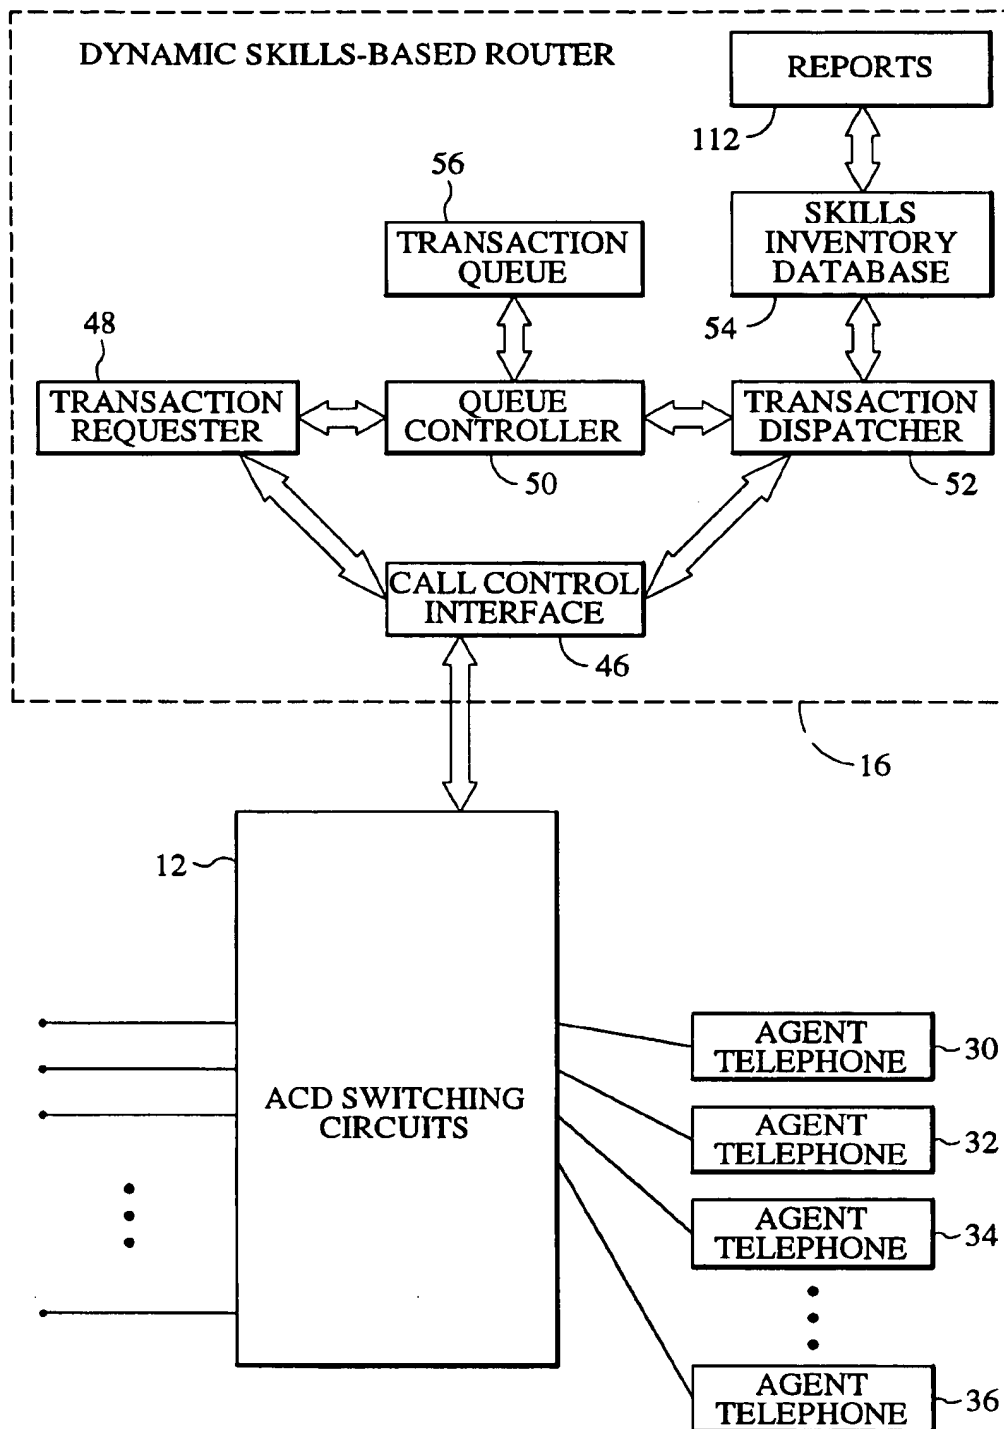 DYNAMIC SKILLS-BASED ROUTER
REPORTS
112
56
TRANSACTION
QUEUE
SKILLS
INVENTORY
DATABASE
54
48
TRANSACTION
REQUESTER
QUEUE
CONTROLLER
50
TRANSACTION
DISPATCHER
52
CALL CONTROL
INTERFACE
46
16
12
ACD SWITCHING
CIRCUITS
AGENT
TELEPHONE
30
AGENT
TELEPHONE
32
AGENT
TELEPHONE
34
AGENT
TELEPHONE
36